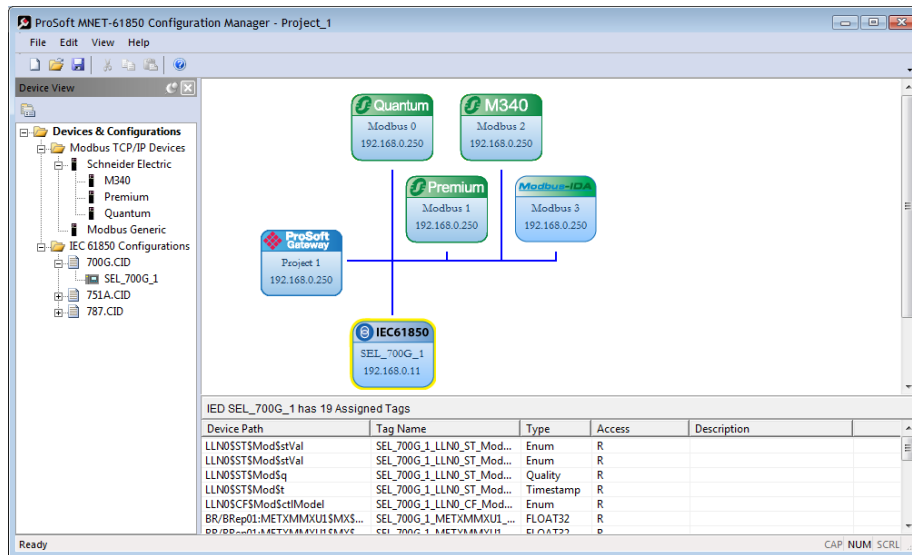 ProSoft MNET-61850 Configuration Manager - Project_1
File Edit View Help
Device View
Devices & Configurations
Modbus TCP/IP Devices
Schneider Electric
M340
Premium
Quantum
Modbus Generic
IEC 61850 Configurations
700G.CID
SEL_700G_1
751A.CID
787.CID
Quantum
Modbus 0
192.168.0.250
M340
Modbus 2
192.168.0.250
Premium
Modbus 1
192.168.0.250
Modbus-IDA
Modbus 3
192.168.0.250
ProSoft
Gateway
Project 1
192.168.0.250
IEC61850
SEL_700G_1
192.168.0.11
IED SEL_700G_1 has 19 Assigned Tags
Device Path Tag Name Type Access Description
LLN0$ST$Mod$stVal SEL_700G_1_LLN0_ST_Mod... Enum R
LLN0$ST$Mod$stVal SEL_700G_1_LLN0_ST_Mod... Enum R
LLN0$ST$Mod$q SEL_700G_1_LLN0_ST_Mod... Quality R
LLN0$ST$Mod$t SEL_700G_1_LLN0_ST_Mod... Timestamp R
LLN0$CF$Mod$ctlModel SEL_700G_1_LLN0_CF_Mod... Enum R
BR/BRep01:METXMMXU1$MX$... SEL_700G_1_METXMMXU1_... FLOAT32 R
BR/BRep01:METXMMXU1$MX$... SEL_700G_1_METXMMXU1_... FLOAT32 R
Ready CAP NUM SCRL